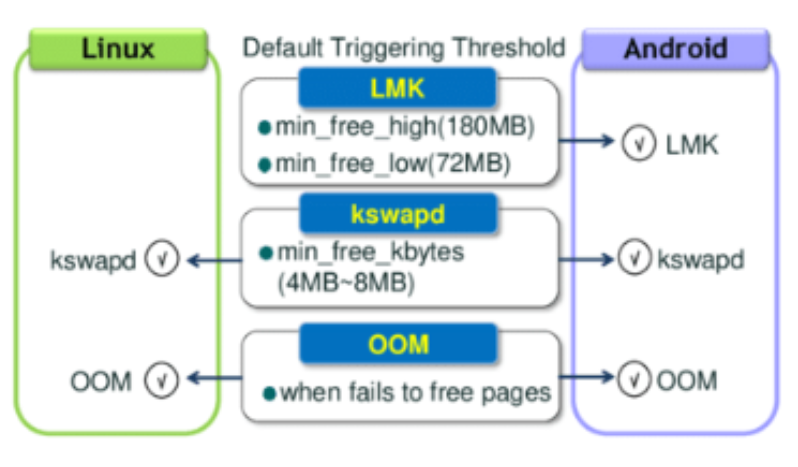 Linux
Default Triggering Threshold
Android
LMK
min_free_high(180MB)
min_free_low(72MB)
LMK
kswapd
kswapd
min_free_kbytes
(4MB~8MB)
kswapd
OOM
OOM
when fails to free pages
OOM